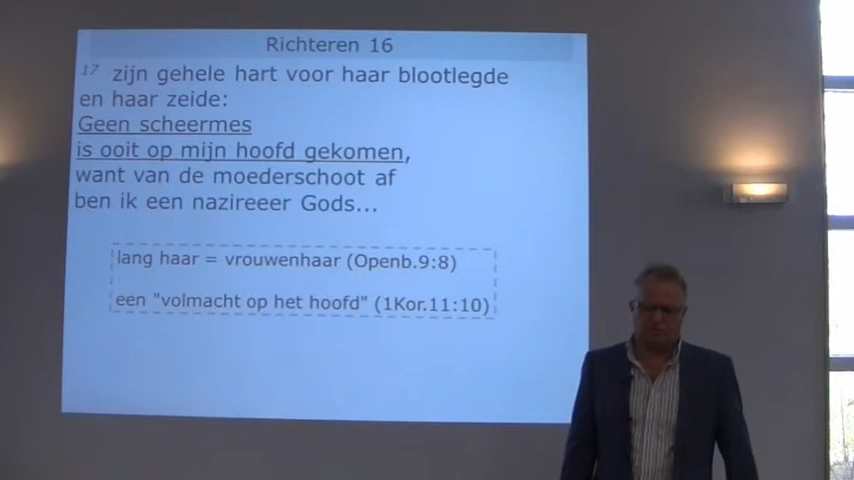 Richteren 16
17 zijn gehele hart voor haar blootlegde
en haar zeide:
Geen scheermes
is ooit op mijn hoofd gekomen,
want van de moederschoot af
ben ik een nazireeer Gods...
lang haar = vrouwenhaar (Openb.9:8)
een "volmacht op het hoofd" (1Kor.11:10)